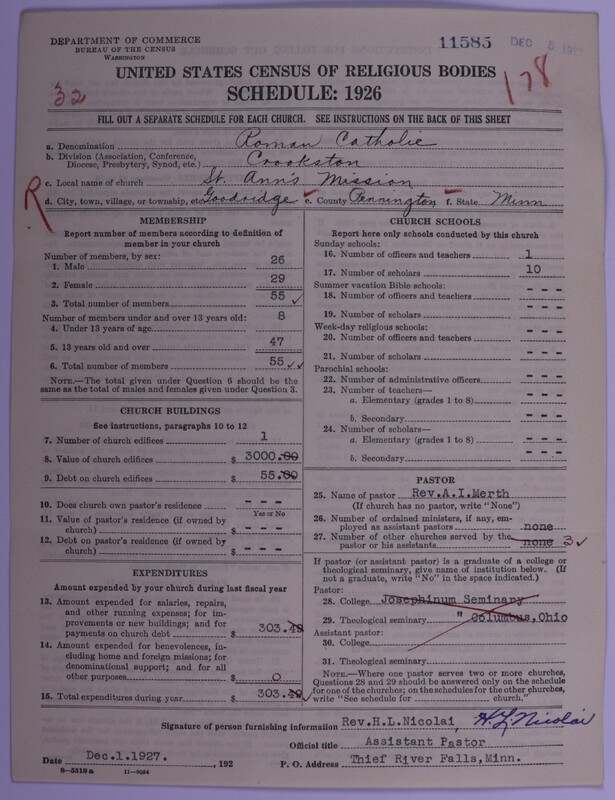 DEPARTMENT OF COMMERCE
BUREAU OF THE CENSUS
WASHINGTON
11585 DEC 5 192
UNITED STATES CENSUS OF RELIGIOUS BODIES
SCHEDULE: 1926
32
178
FILL OUT A SEPARATE SCHEDULE FOR EACH CHURCH. SEE INSTRUCTIONS ON THE BACK OF THIS SHEET
a. Denomination Roman Catholic
b. Division (Association, Conference, Diocese, Presbytery, Synod, etc.) Crookston
c. Local name of church St. Ann's Mission
R
d. City, town, village, or township, etc. Goodridge e. County Pennington f. State Minn
MEMBERSHIP
Report number of members according to definition of member in your church
Number of members, by sex:
1. Male 26
2. Female 29
3. Total number of members 55 ✓
Number of members under and over 13 years old:
4. Under 13 years of age 8
5. 13 years old and over 47
6. Total number of members 55 ✓✓
NOTE.—The total given under Question 6 should be the same as the total of males and females given under Question 3.
CHURCH BUILDINGS
See instructions, paragraphs 10 to 12
7. Number of church edifices 1
8. Value of church edifices $ 3000.00
9. Debt on church edifices $ 55.00
10. Does church own pastor's residence? - - -
Yes or No
11. Value of pastor's residence (if owned by church) $ - - -
12. Debt on pastor's residence (if owned by church) $ - - -
EXPENDITURES
Amount expended by your church during last fiscal year
13. Amount expended for salaries, repairs, and other running expenses; for improvements or new buildings; and for payments on church debt $ 303.49
14. Amount expended for benevolences, including home and foreign missions; for denominational support; and for all other purposes $ 0
15. Total expenditures during year $ 303.49 ✓
CHURCH SCHOOLS
Report here only schools conducted by this church
Sunday schools:
16. Number of officers and teachers 1
17. Number of scholars 10
Summer vacation Bible schools:
18. Number of officers and teachers - - -
19. Number of scholars - - -
Week-day religious schools:
20. Number of officers and teachers - - -
21. Number of scholars - - -
Parochial schools:
22. Number of administrative officers - - -
23. Number of teachers—
a. Elementary (grades 1 to 8) - - -
b. Secondary - - -
24. Number of scholars—
a. Elementary (grades 1 to 8) - - -
b. Secondary - - -
PASTOR
25. Name of pastor Rev.A.I.Merth
(If church has no pastor, write "None")
26. Number of ordained ministers, if any, employed as assistant pastors none
27. Number of other churches served by the pastor or his assistants none 3 ✓
If pastor (or assistant pastor) is a graduate of a college or theological seminary, give name of institution below. (If not a graduate, write "No" in the space indicated.)
Pastor:
28. College Josephinum Seminary
29. Theological seminary " Columbus, Ohio
Assistant pastor:
30. College
31. Theological seminary
NOTE.—Where one pastor serves two or more churches, Questions 28 and 29 should be answered only on the schedule for one of the churches; on the schedules for the other churches, write "See schedule for church."
Signature of person furnishing information Rev.H.L.Nicolai, H.L.Nicolai
Official title Assistant Pastor
Date Dec.1.1927. , 192 P. O. Address Thief River Falls,Minn.
8—5518a 11—9034